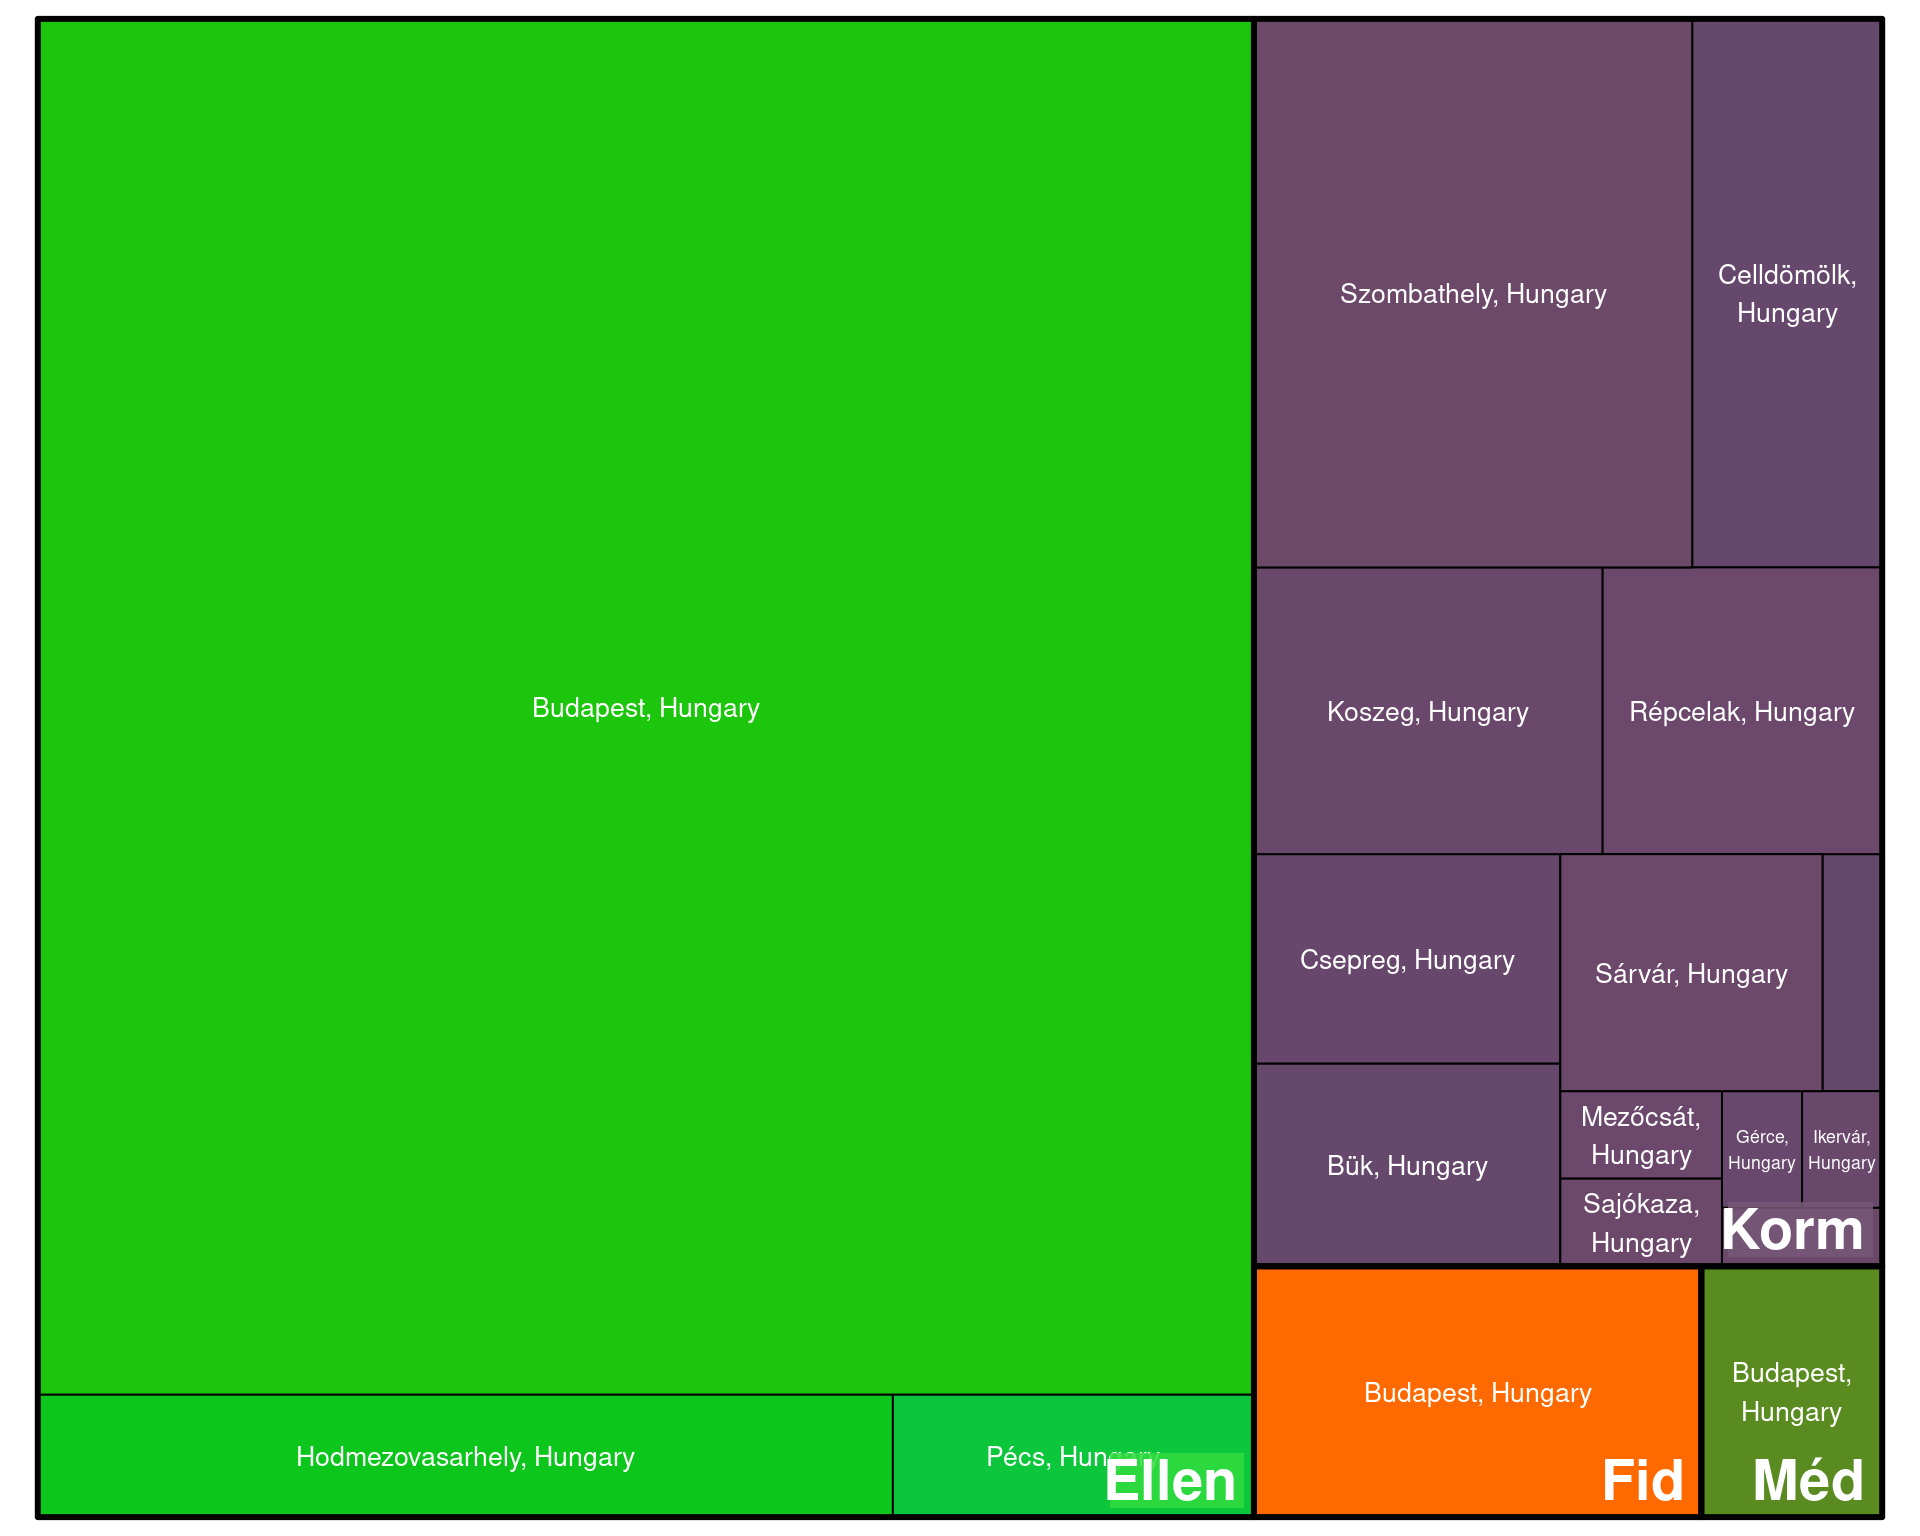 Budapest, Hungary
Hodmezovasarhely, Hungary
Pécs, Hungary
Ellen
Szombathely, Hungary
Celldömölk,
Hungary
Koszeg, Hungary
Répcelak, Hungary
Csepreg, Hungary
Sárvár, Hungary
Bük, Hungary
Mezőcsát,
Hungary
Gérce,
Hungary
Ikervár,
Hungary
Sajókaza,
Hungary
Korm
Budapest, Hungary
Fid
Budapest,
Hungary
Méd